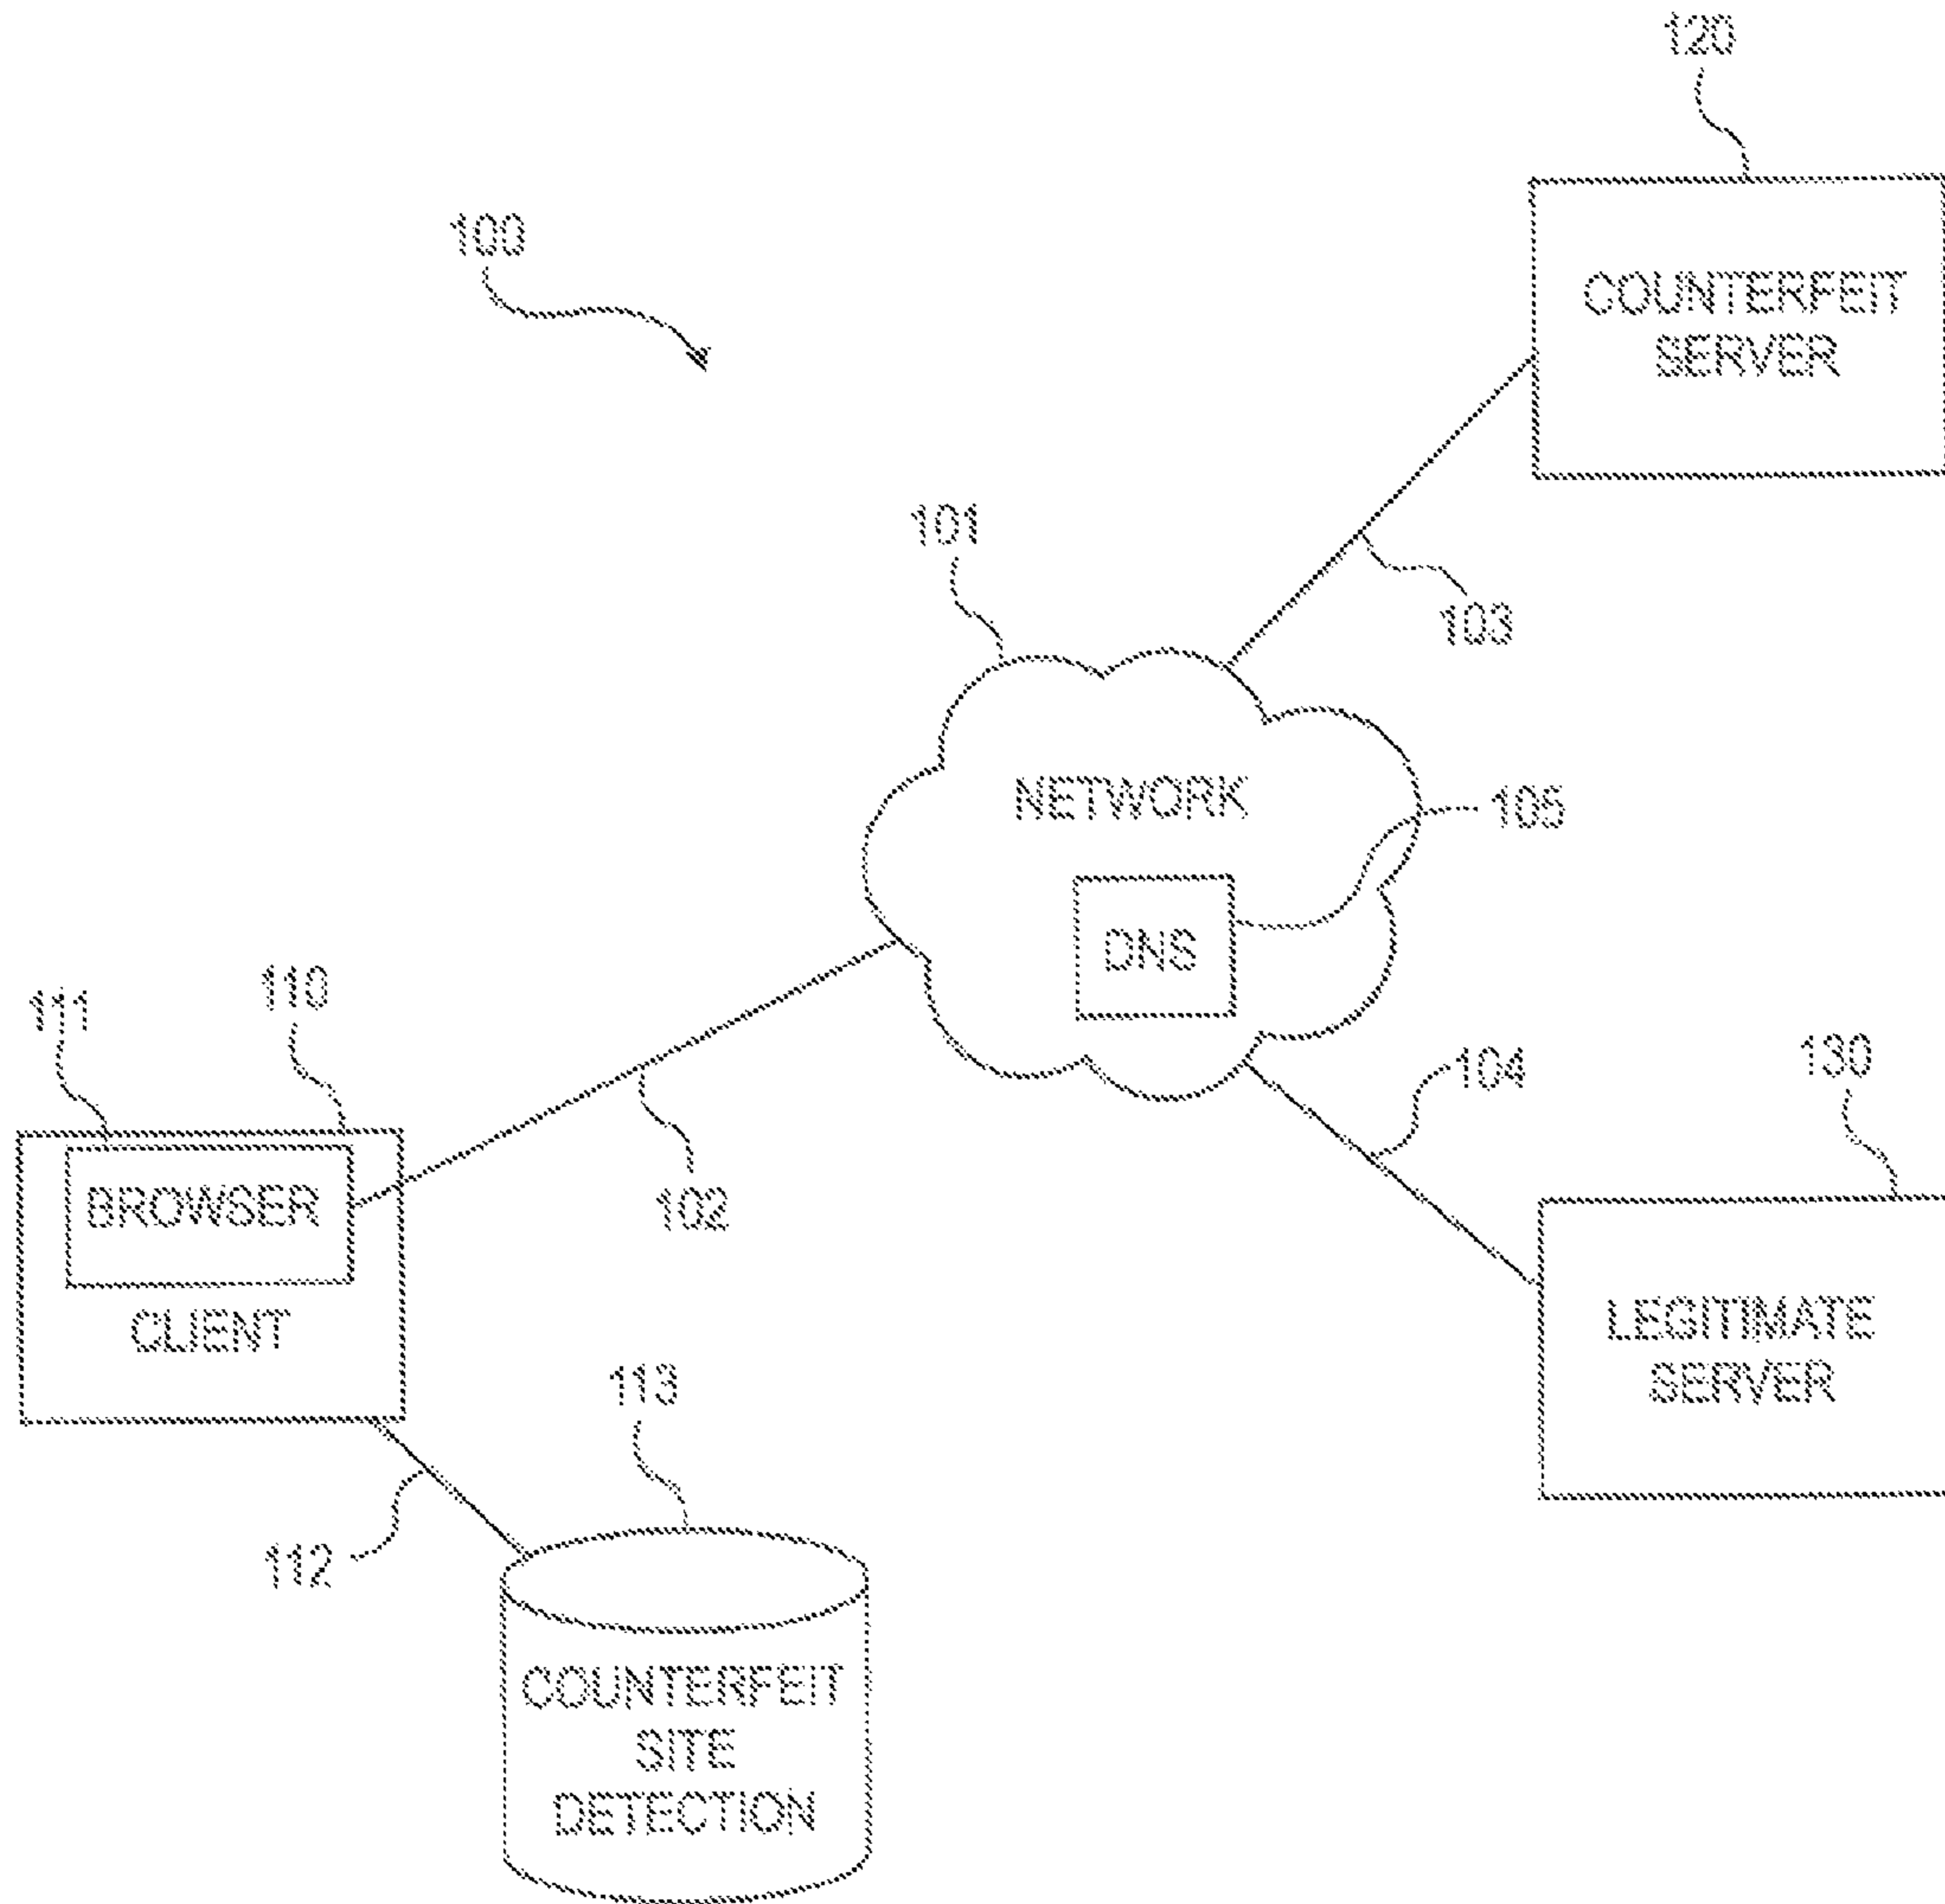 120
100
COUNTERFEIT
SERVER
101
103
NETWORK
105
DNS
111
110
104
130
BROWSER
102
CLIENT
LEGITIMATE
SERVER
113
112
COUNTERFEIT
SITE
DETECTION